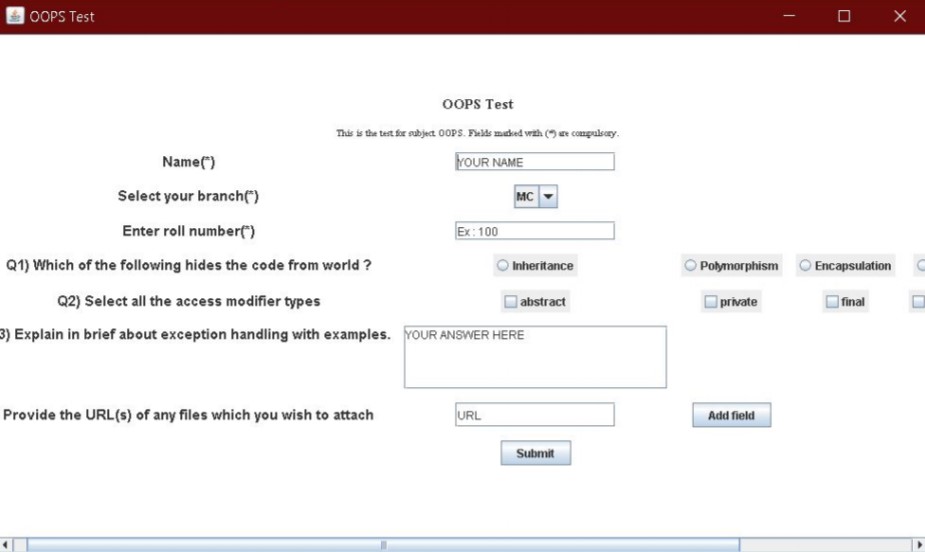 OOPS Test
OOPS Test
This is the test for subject OOPS. Fields marked with (*) are compulsory.
Name(*) YOUR NAME
Select your branch(*) MC
Enter roll number(*) Ex : 100
Q1) Which of the following hides the code from world ? Inheritance Polymorphism Encapsulation
Q2) Select all the access modifier types abstract private final
3) Explain in brief about exception handling with examples. YOUR ANSWER HERE
Provide the URL(s) of any files which you wish to attach URL Add field
Submit